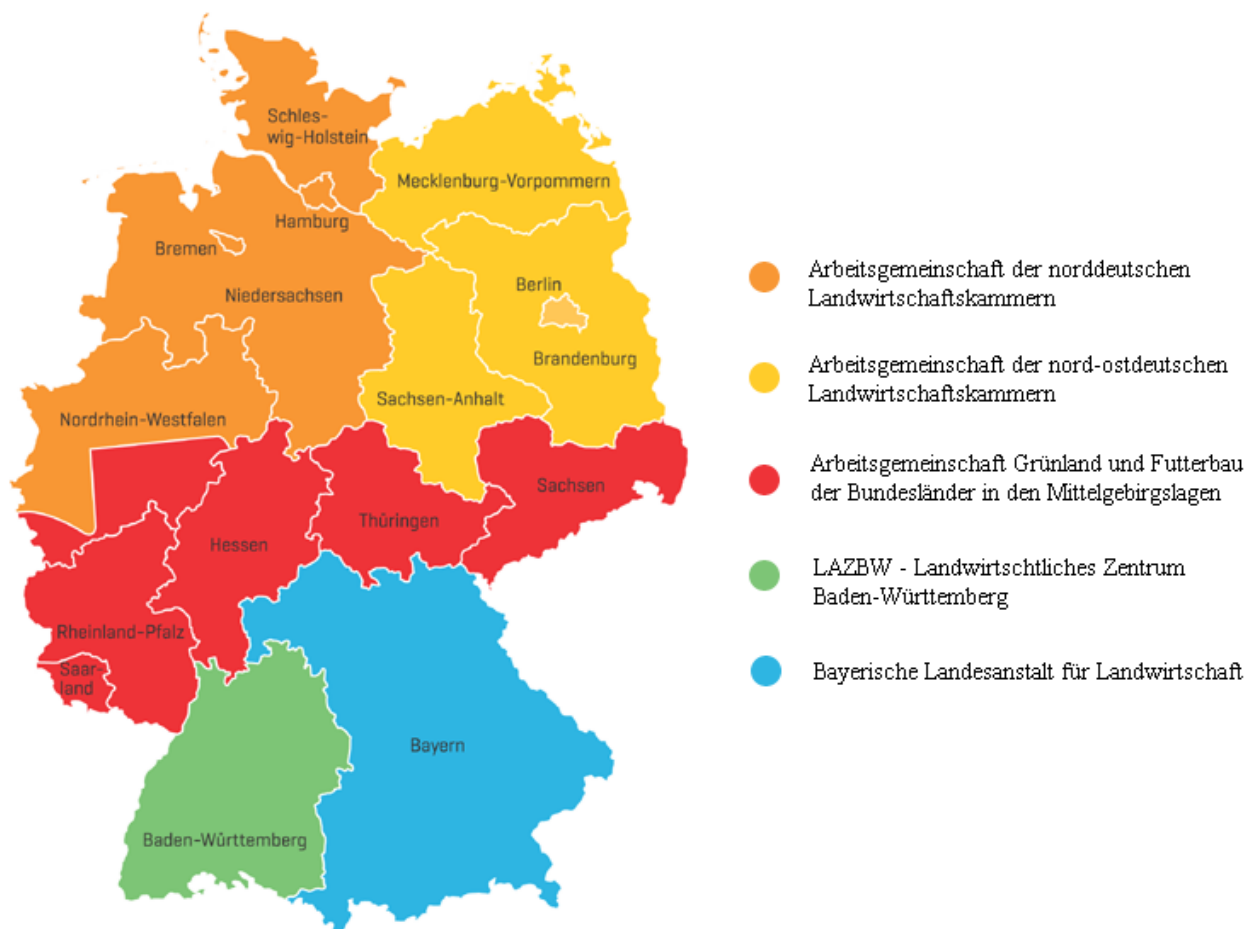 Schles-
wig-Holstein
Mecklenburg-Vorpommern
Hamburg
Bremen
Berlin
Niedersachsen
Brandenburg
Sachsen-Anhalt
Nordrhein-Westfalen
Sachsen
Thüringen
Hessen
Rheinland-Pfalz
Saar-
land
Bayern
Baden-Württemberg
Arbeitsgemeinschaft der norddeutschen
Landwirtschaftskammern
Arbeitsgemeinschaft der nord-ostdeutschen
Landwirtschaftskammern
Arbeitsgemeinschaft Grünland und Futterbau
der Bundesländer in den Mittelgebirgslagen
LAZBW - Landwirtschtliches Zentrum
Baden-Württemberg
Bayerische Landesanstalt für Landwirtschaft